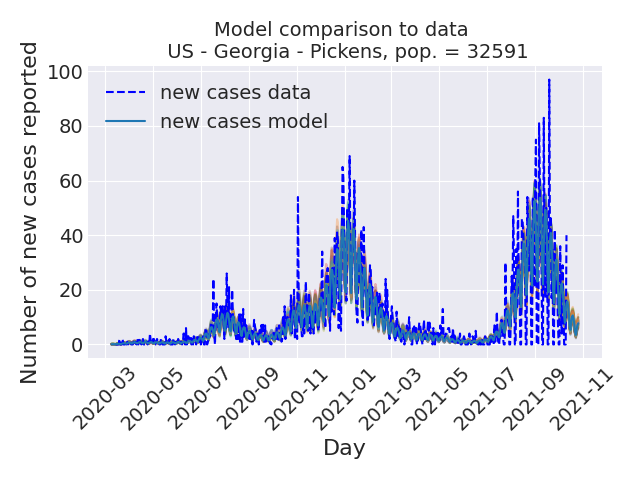 Model comparison to data
US - Georgia - Pickens, pop. = 32591
Number of new cases reported
100
80
60
40
20
0
new cases data
new cases model
2020-03
2020-05
2020-07
2020-09
2020-11
2021-01
2021-03
2021-05
2021-07
2021-09
2021-11
Day